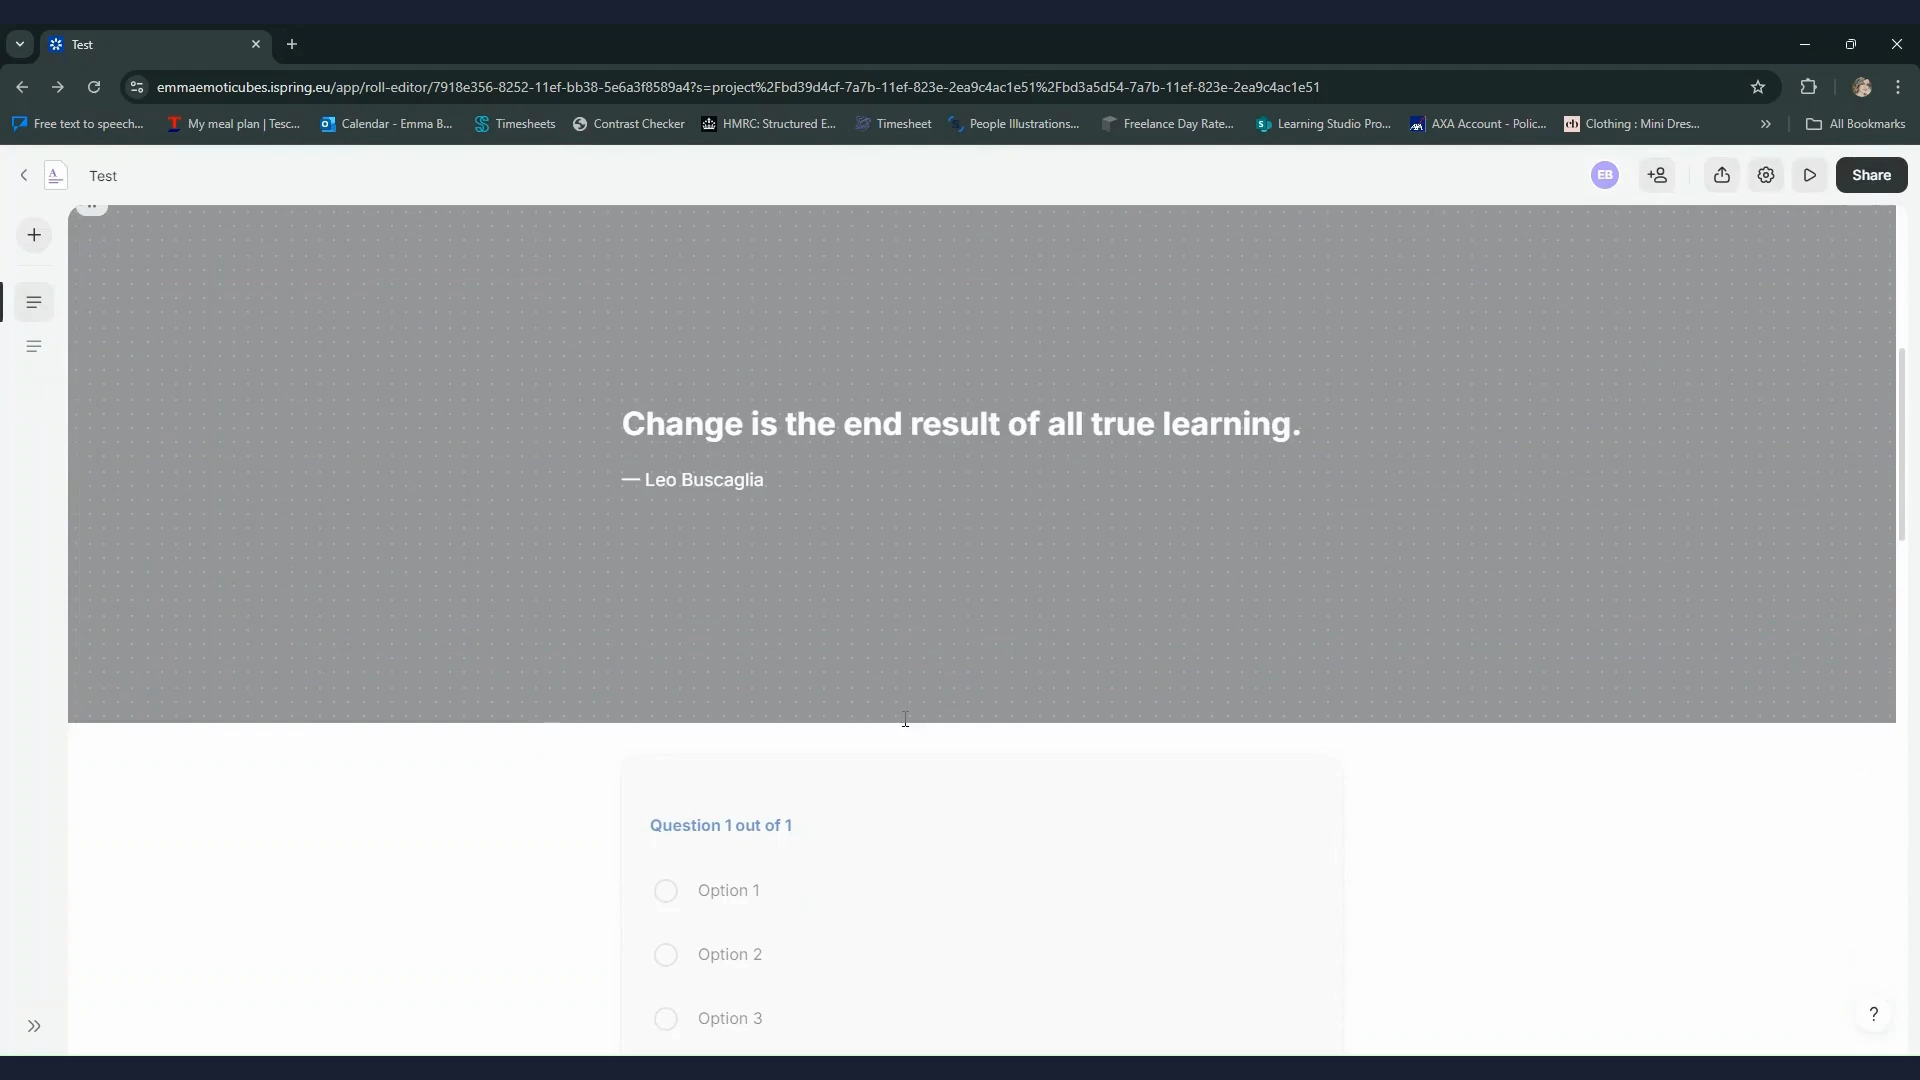 Test
emmaemoticubes.ispring.eu/app/roll-editor/7918e356-8252-11ef-bb38-5e6a3f8589a4?s=project%2Fbd39d4cf-7a7b-11ef-823e-2ea9c4ac1e51%2Fbd3a5d54-7a7b-11ef-823e-2ea9c4ac1e51
Free text to speech... My meal plan | Tesc... Calendar - Emma B... Timesheets Contrast Checker HMRC: Structured E... Timesheet People Illustrations... Freelance Day Rate... Learning Studio Pro... AXA Account - Polic... Clothing : Mini Dres... » All Bookmarks
Test EB Share
Change is the end result of all true learning.
— Leo Buscaglia
Question 1 out of 1
Option 1
Option 2
Option 3
?